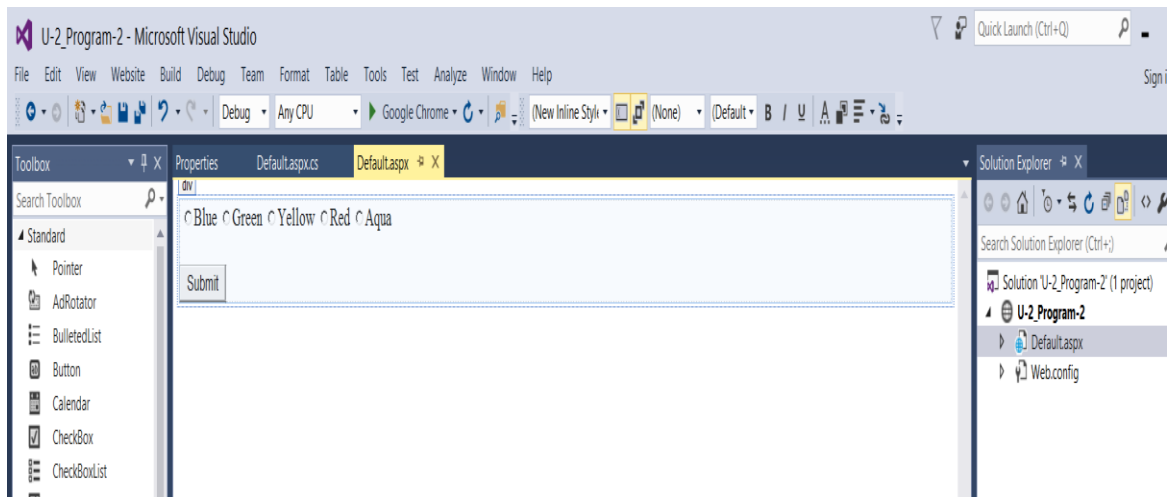 U-2_Program-2 - Microsoft Visual Studio
Quick Launch (Ctrl+Q)
File Edit View Website Build Debug Team Format Table Tools Test Analyze Window Help
Sign i
Debug Any CPU Google Chrome (New Inline Style (None) (Default B I U A
Toolbox
Properties Default.aspx.cs Default.aspx
Solution Explorer
Search Toolbox
div
Blue Green Yellow Red Aqua
Search Solution Explorer (Ctrl+;)
Standard
Pointer
Submit
Solution 'U-2_Program-2' (1 project)
AdRotator
U-2_Program-2
BulletedList
Default.aspx
Button
Web.config
Calendar
CheckBox
CheckBoxList